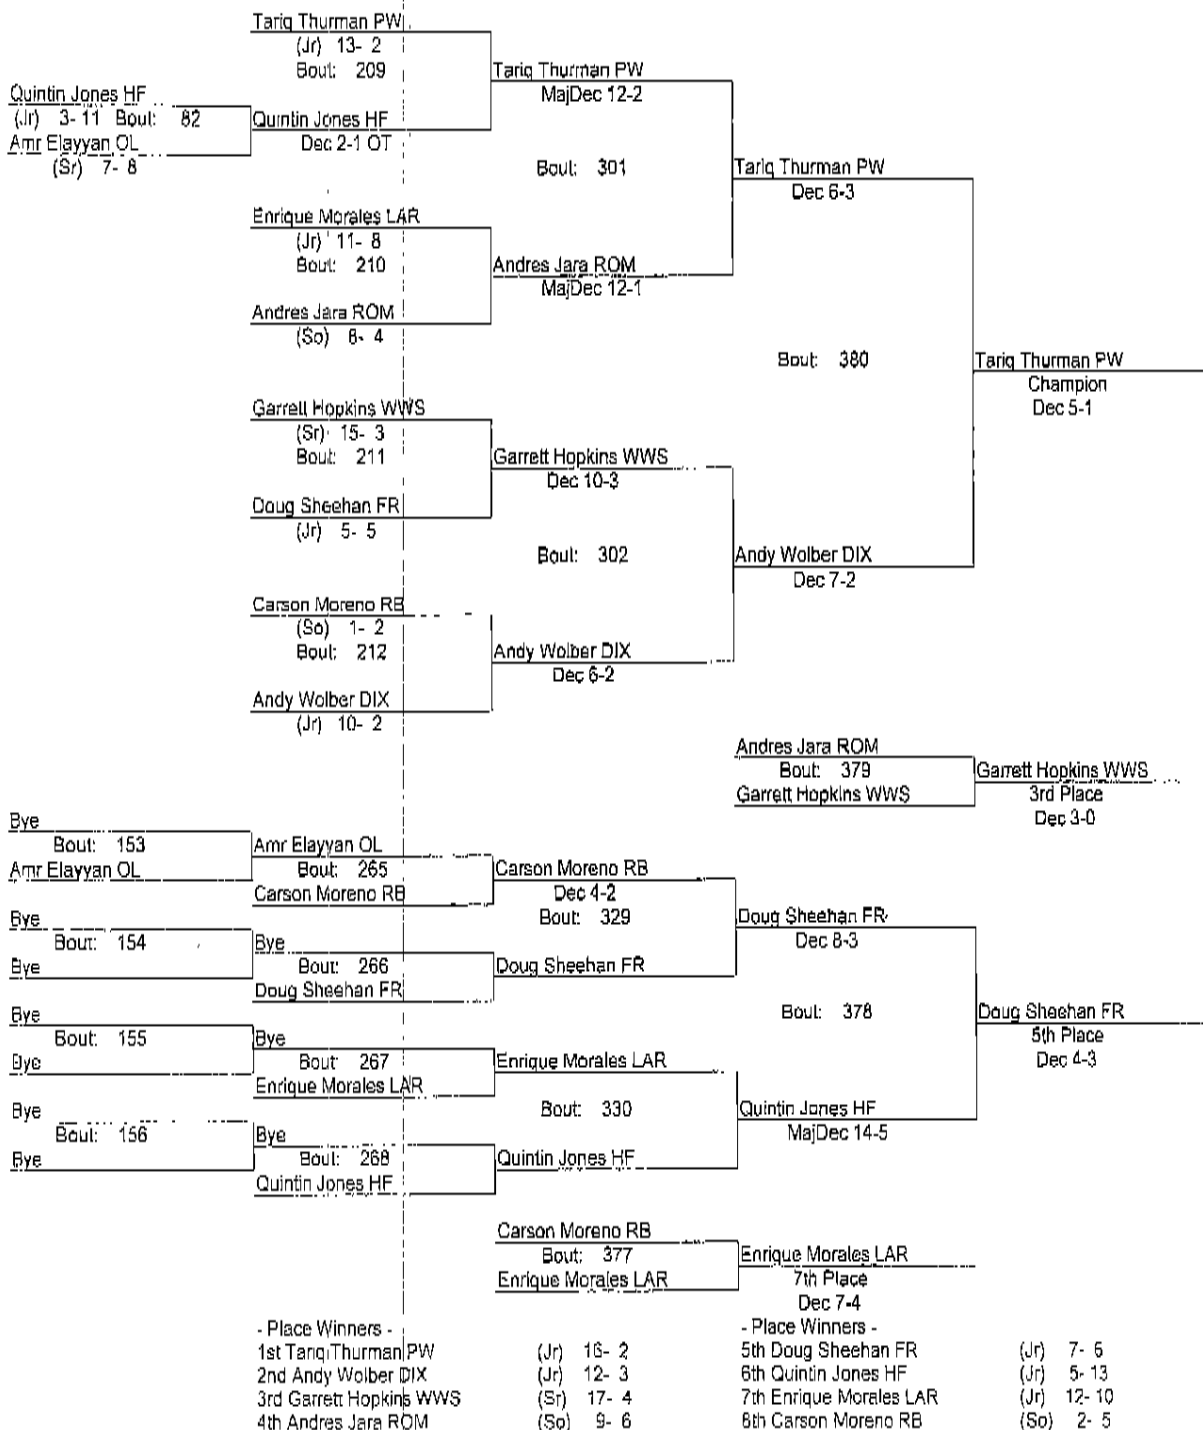 Tariq Thurman PW
(Jr) 13- 2
Bout: 209
Tariq Thurman PW
MajDec 12-2
Quintin Jones HF
(Jr) 3- 11 Bout: 82
Quintin Jones HF
Dec 2-1 OT
Amr Elayyan OL
(Sr) 7- 8
Bout: 301
Tariq Thurman PW
Dec 6-3
Enrique Morales LAR
(Jr) 11- 8
Bout: 210
Andres Jara ROM
MajDec 12-1
Andres Jara ROM
(So) 8- 4
Bout: 380
Tariq Thurman PW
Champion
Dec 5-1
Garrett Hopkins WWS
(Sr) 15- 3
Bout: 211
Garrett Hopkins WWS
Dec 10-3
Doug Sheehan FR
(Jr) 5- 5
Bout: 302
Andy Wolber DIX
Dec 7-2
Carson Moreno RB
(So) 1- 2
Bout: 212
Andy Wolber DIX
Dec 6-2
Andy Wolber DIX
(Jr) 10- 2
Andres Jara ROM
Bout: 379
Garrett Hopkins WWS
Garrett Hopkins WWS
3rd Place
Dec 3-0
Bye
Bout: 153
Amr Elayyan OL
Amr Elayyan OL
Bout: 265
Carson Moreno RB
Carson Moreno RB
Dec 4-2
Bout: 329
Doug Sheehan FR
Dec 8-3
Bye
Bout: 154
Bye
Bye
Bout: 266
Doug Sheehan FR
Doug Sheehan FR
Bout: 378
Doug Sheehan FR
5th Place
Dec 4-3
Bye
Bout: 155
Bye
Bye
Bout: 267
Enrique Morales LAR
Enrique Morales LAR
Bout: 330
Quintin Jones HF
MajDec 14-5
Bye
Bout: 156
Bye
Bye
Bout: 268
Quintin Jones HF
Quintin Jones HF
Carson Moreno RB
Bout: 377
Enrique Morales LAR
Enrique Morales LAR
7th Place
Dec 7-4
- Place Winners -
1st Tariq Thurman PW (Jr) 16- 2
2nd Andy Wolber DIX (Jr) 12- 3
3rd Garrett Hopkins WWS (Sr) 17- 4
4th Andres Jara ROM (So) 9- 6
- Place Winners -
5th Doug Sheehan FR (Jr) 7- 6
6th Quintin Jones HF (Jr) 5- 13
7th Enrique Morales LAR (Jr) 12- 10
8th Carson Moreno RB (So) 2- 5